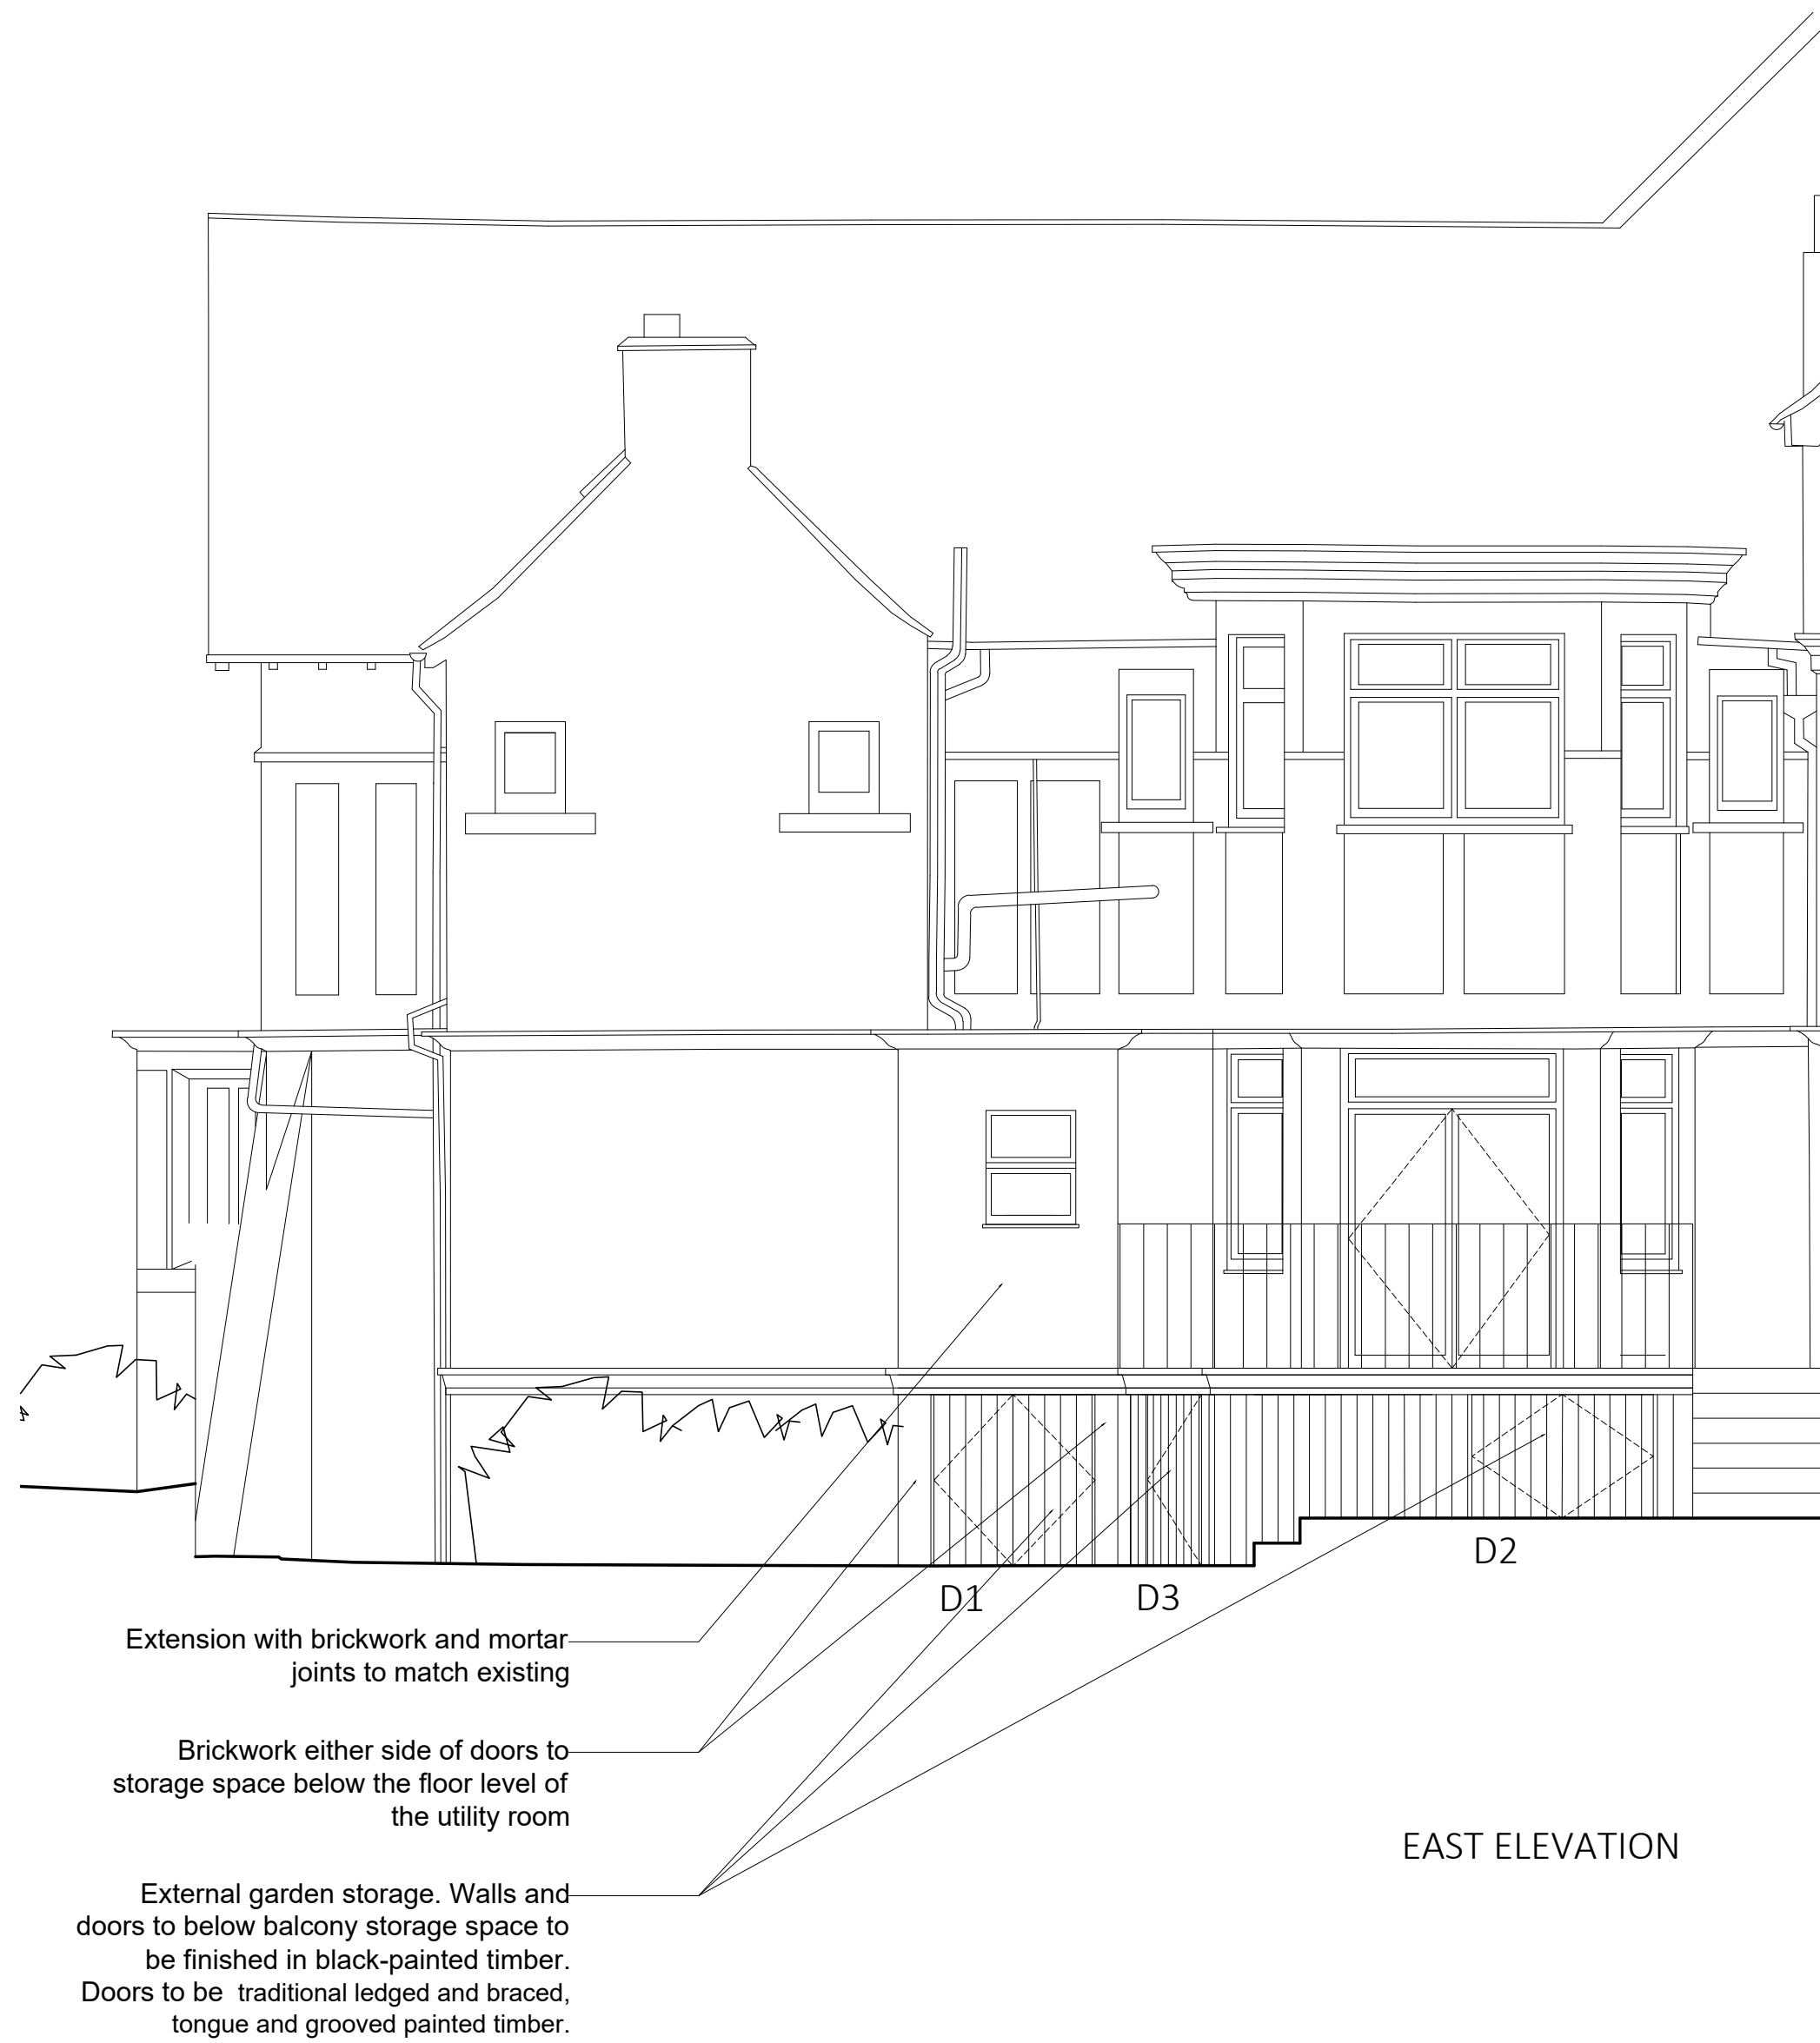 D2
D1
D3
Extension with brickwork and mortar
joints to match existing
Brickwork either side of doors to
storage space below the floor level of
the utility room
EAST ELEVATION
External garden storage. Walls and
doors to below balcony storage space to
be finished in black-painted timber.
Doors to be traditional ledged and braced,
tongue and grooved painted timber.